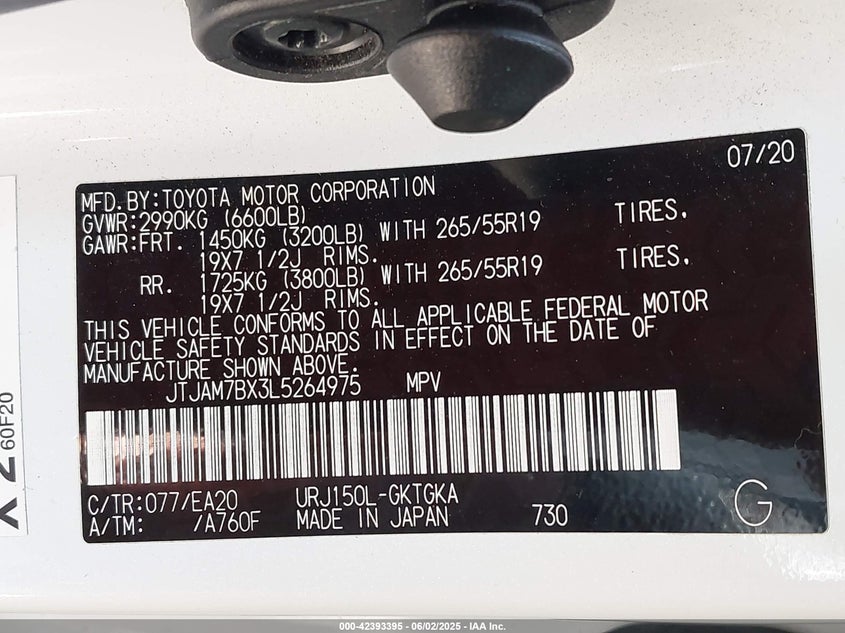 07/20
MFD.BY:TOYOTA MOTOR CORPORATION
GVWR:2990KG (6600LB)
GAWR:FRT. 1450KG (3200LB) WITH 265/55R19 TIRES,
19X7 1/2J RIMS.
RR. 1725KG (3800LB) WITH 265/55R19 TIRES,
19X7 1/2J RIMS.
THIS VEHICLE CONFORMS TO ALL APPLICABLE FEDERAL MOTOR
VEHICLE SAFETY STANDARDS IN EFFECT ON THE DATE OF
MANUFACTURE SHOWN ABOVE.
JTJAM7BX3L5264975 MPV
C/TR:077/EA20 URJ150L-GKTGKA
A/TM: /A760F MADE IN JAPAN 730 G
60F20
000-42393395 - 06/02/2025 - IAA Inc.